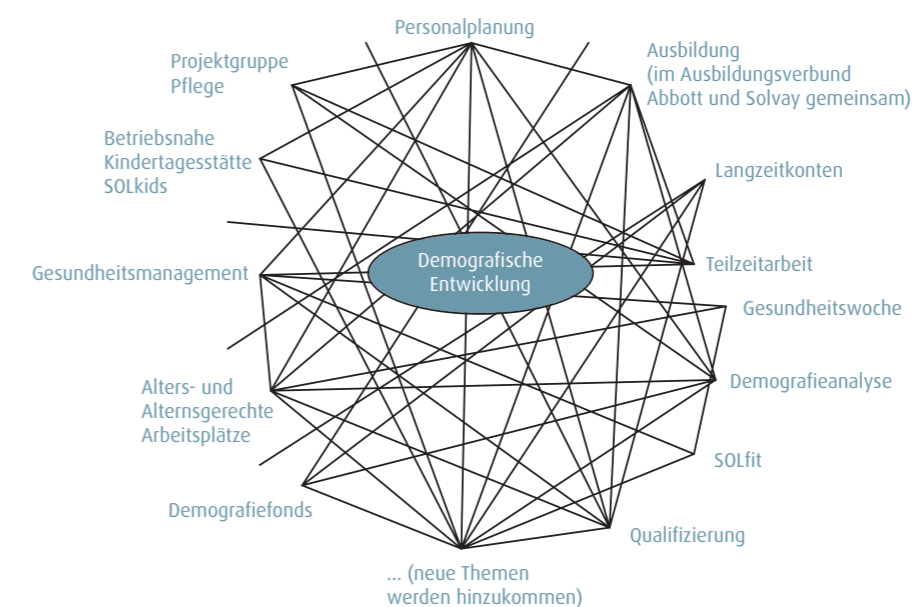 Personalplanung
Ausbildung
(im Ausbildungsverbund
Abbott und Solvay gemeinsam)
Projektgruppe
Pflege
Betriebsnahe
Kindertagesstätte
SOLkids
Langzeitkonten
Gesundheitsmanagement
Demografische
Entwicklung
Teilzeitarbeit
Gesundheitswoche
Alters- und
Alternsgerechte
Arbeitsplätze
Demografieanalyse
SOLfit
Demografiefonds
Qualifizierung
... (neue Themen
werden hinzukommen)